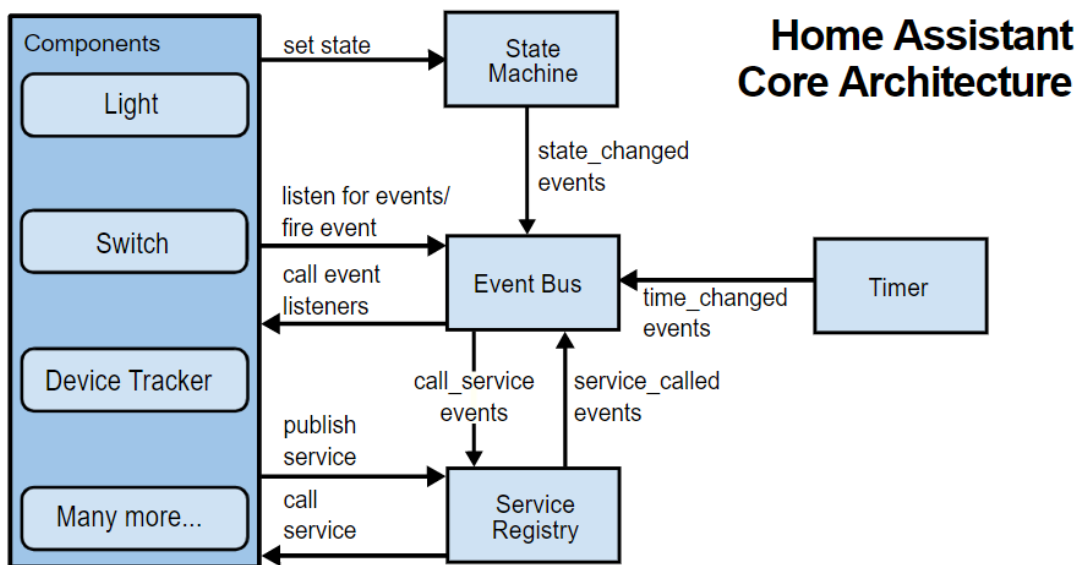 Home Assistant
Core Architecture
Components
Light
Switch
Device Tracker
Many more...
set state
State
Machine
state_changed
events
listen for events/
fire event
call event
listeners
Event Bus
time_changed
events
Timer
call_service
events
service_called
events
publish
service
call
service
Service
Registry